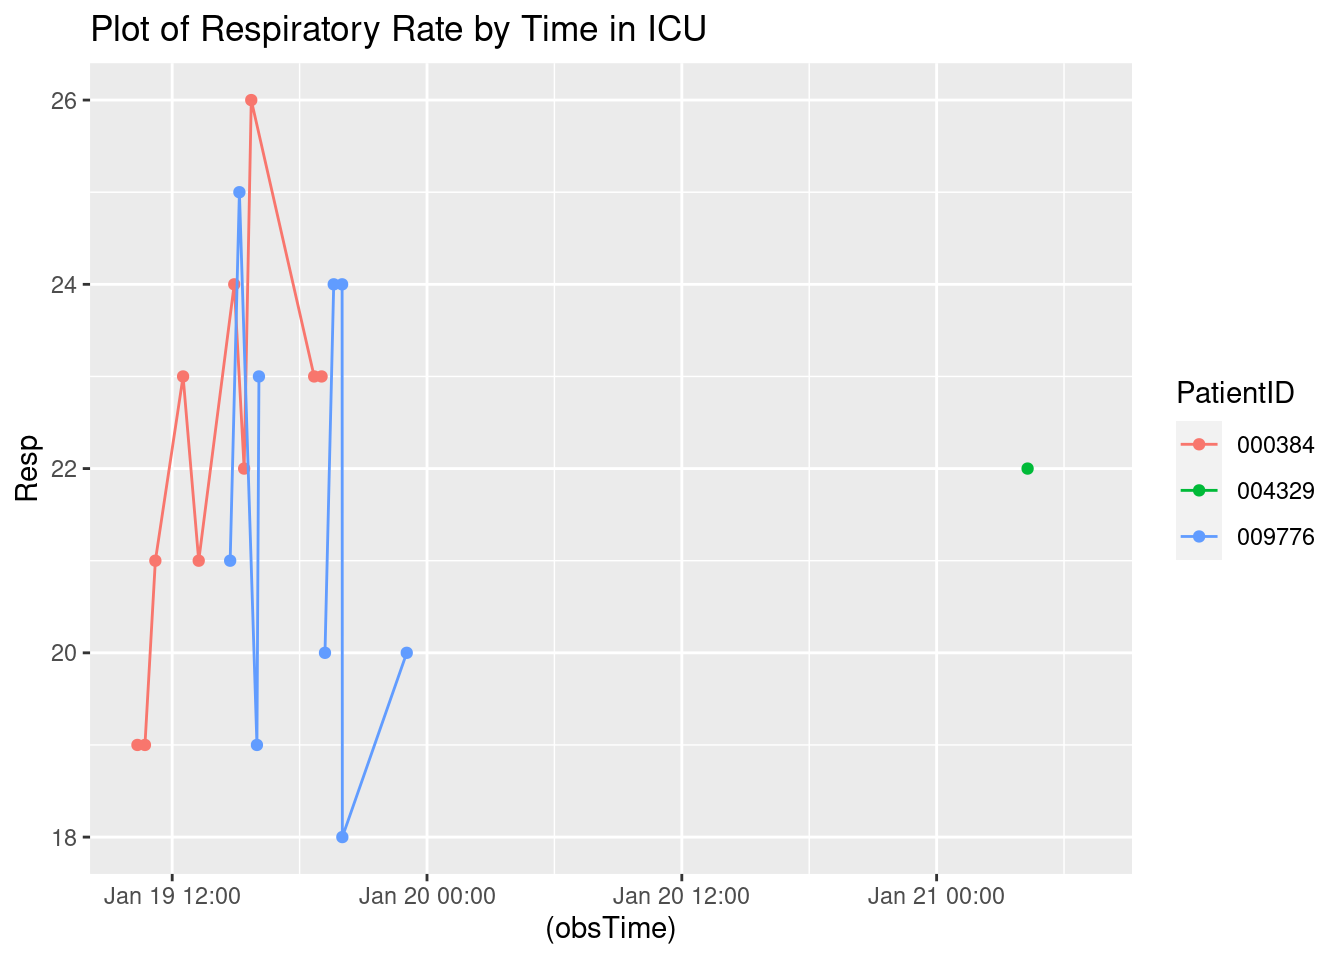 Plot of Respiratory Rate by Time in ICU
26
24
22
20
18
Resp
Jan 19 12:00
Jan 20 00:00
Jan 20 12:00
Jan 21 00:00
(obsTime)
PatientID
000384
004329
009776